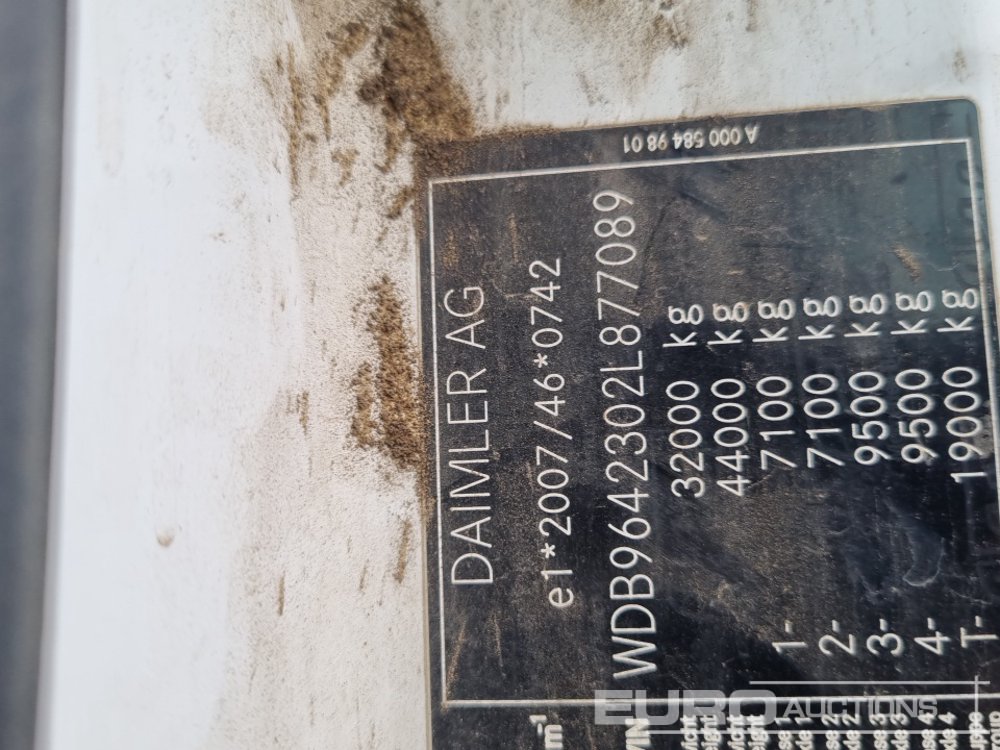 A 000 584 98 01
DAIMLER AG
e1*2007/46*0742
WDB9642302L877089
32000 kg
44000 kg
1- 7100 kg
2- 7100 kg
3- 9500 kg
4- 9500 kg
T- 19000 kg
m⁻¹
EURO AUCTIONS